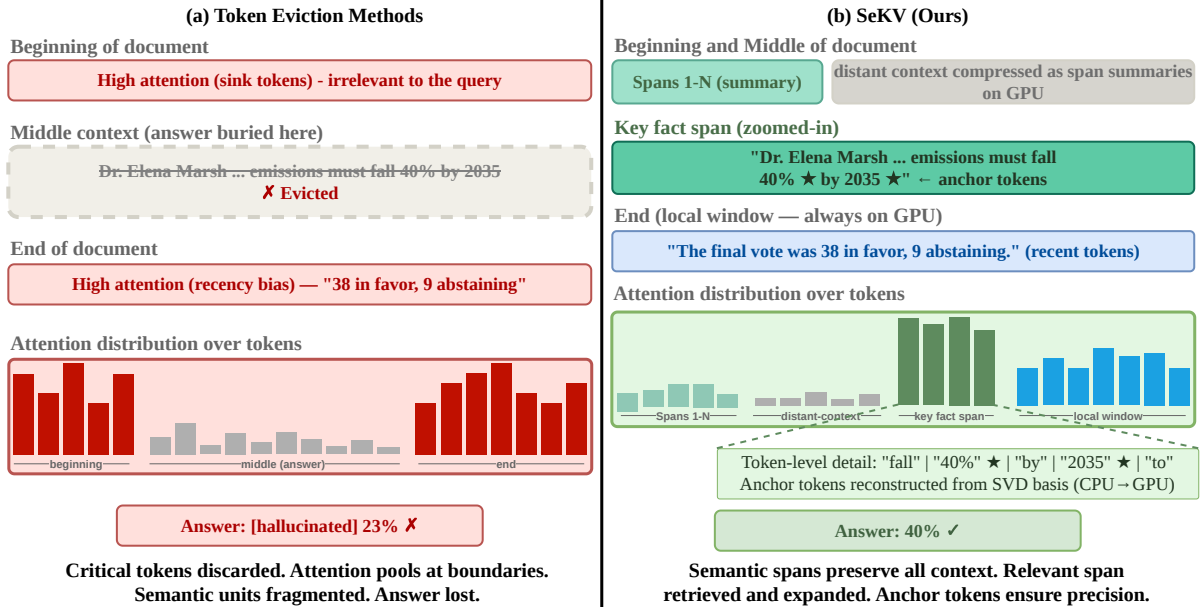 (a) Token Eviction Methods
Beginning of document
High attention (sink tokens) - irrelevant to the query
Middle context (answer buried here)
Dr. Elena Marsh ... emissions must fall 40% by 2035
✗ Evicted
End of document
High attention (recency bias) — "38 in favor, 9 abstaining"
Attention distribution over tokens
beginning
middle (answer)
end
Answer: [hallucinated] 23% ✗
Critical tokens discarded. Attention pools at boundaries.
Semantic units fragmented. Answer lost.
(b) SeKV (Ours)
Beginning and Middle of document
Spans 1-N (summary)
distant context compressed as span summaries
on GPU
Key fact span (zoomed-in)
"Dr. Elena Marsh ... emissions must fall
40% ★ by 2035 ★" ← anchor tokens
End (local window — always on GPU)
"The final vote was 38 in favor, 9 abstaining." (recent tokens)
Attention distribution over tokens
Spans 1-N
distant-context
key fact span
local window
Token-level detail: "fall" | "40%" ★ | "by" | "2035" ★ | "to"
Anchor tokens reconstructed from SVD basis (CPU→GPU)
Answer: 40% ✓
Semantic spans preserve all context. Relevant span
retrieved and expanded. Anchor tokens ensure precision.